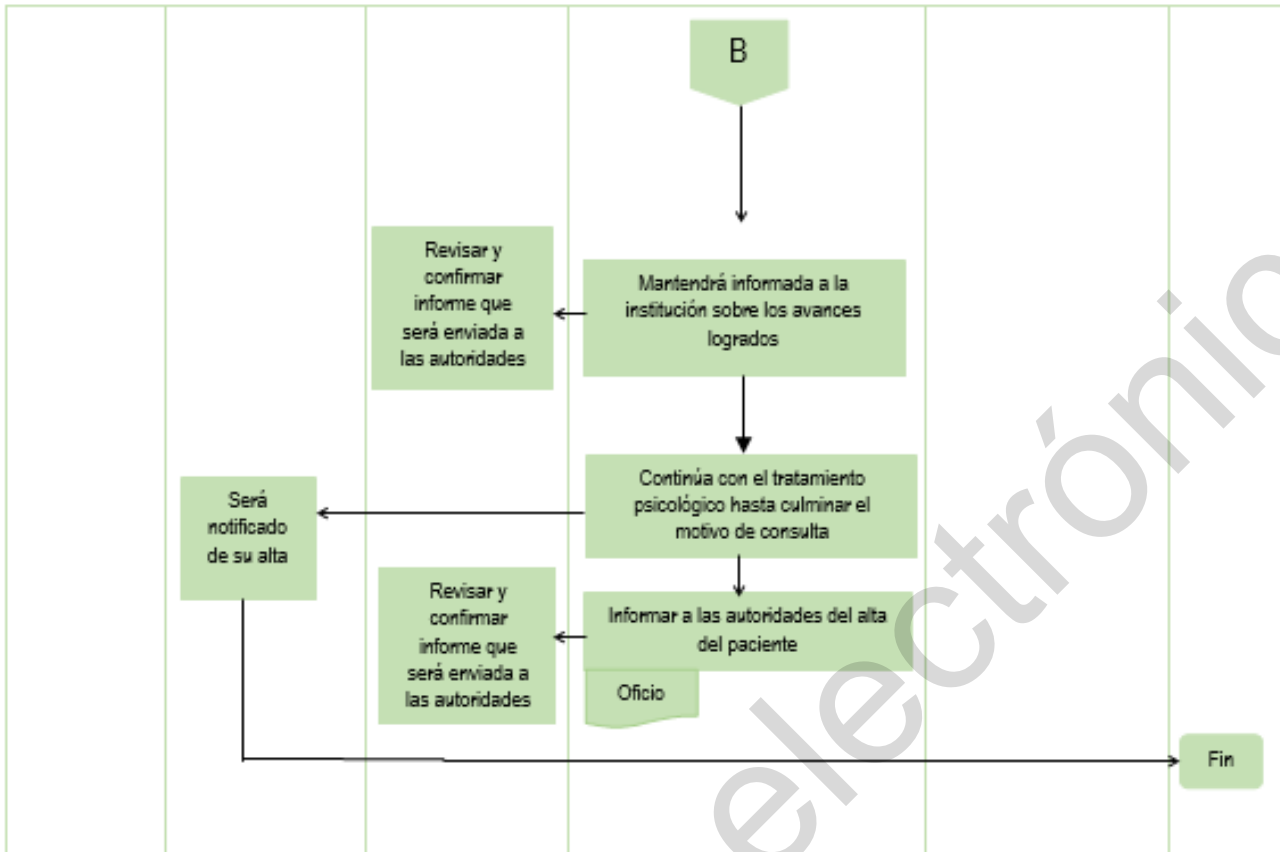 B
Revisar y
confirmar
informe que
será enviada a
las autoridades
Mantendrá informada a la
institución sobre los avances
logrados
Será
notificado
de su alta
Continúa con el tratamiento
psicológico hasta culminar el
motivo de consulta
Revisar y
confirmar
informe que
será enviada a
las autoridades
Informar a las autoridades del alta
del paciente
Oficio
Fin
electrónic